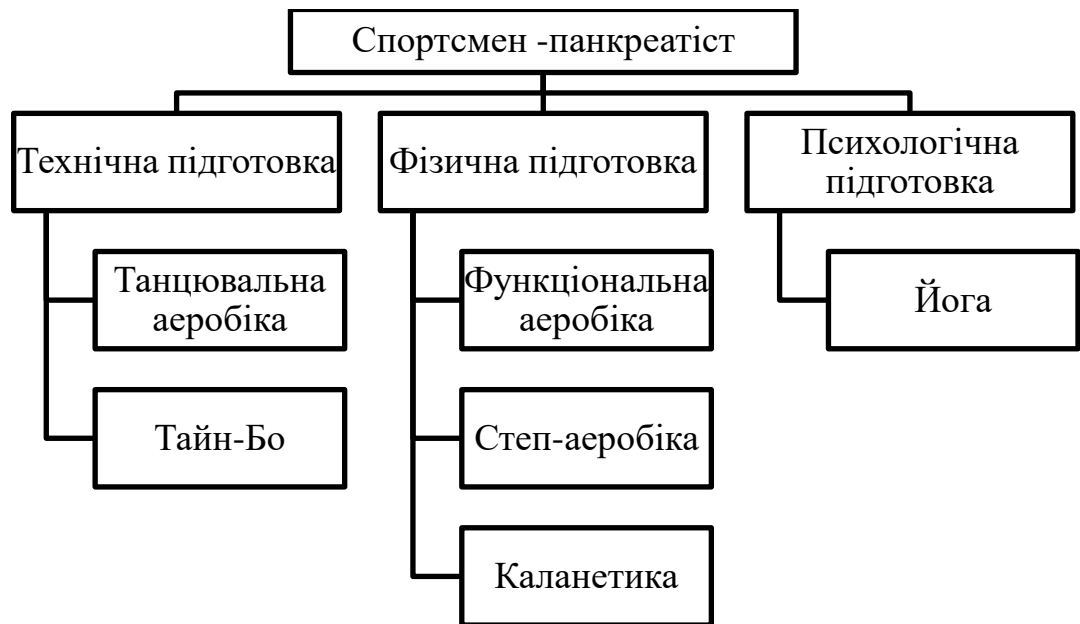 Спортсмен -панкреатіст
Технічна підготовка
Фізична підготовка
Психологічна
підготовка
Танцювальна
аеробіка
Функціональна
аеробіка
Йога
Тайн-Бо
Степ-аеробіка
Каланетика